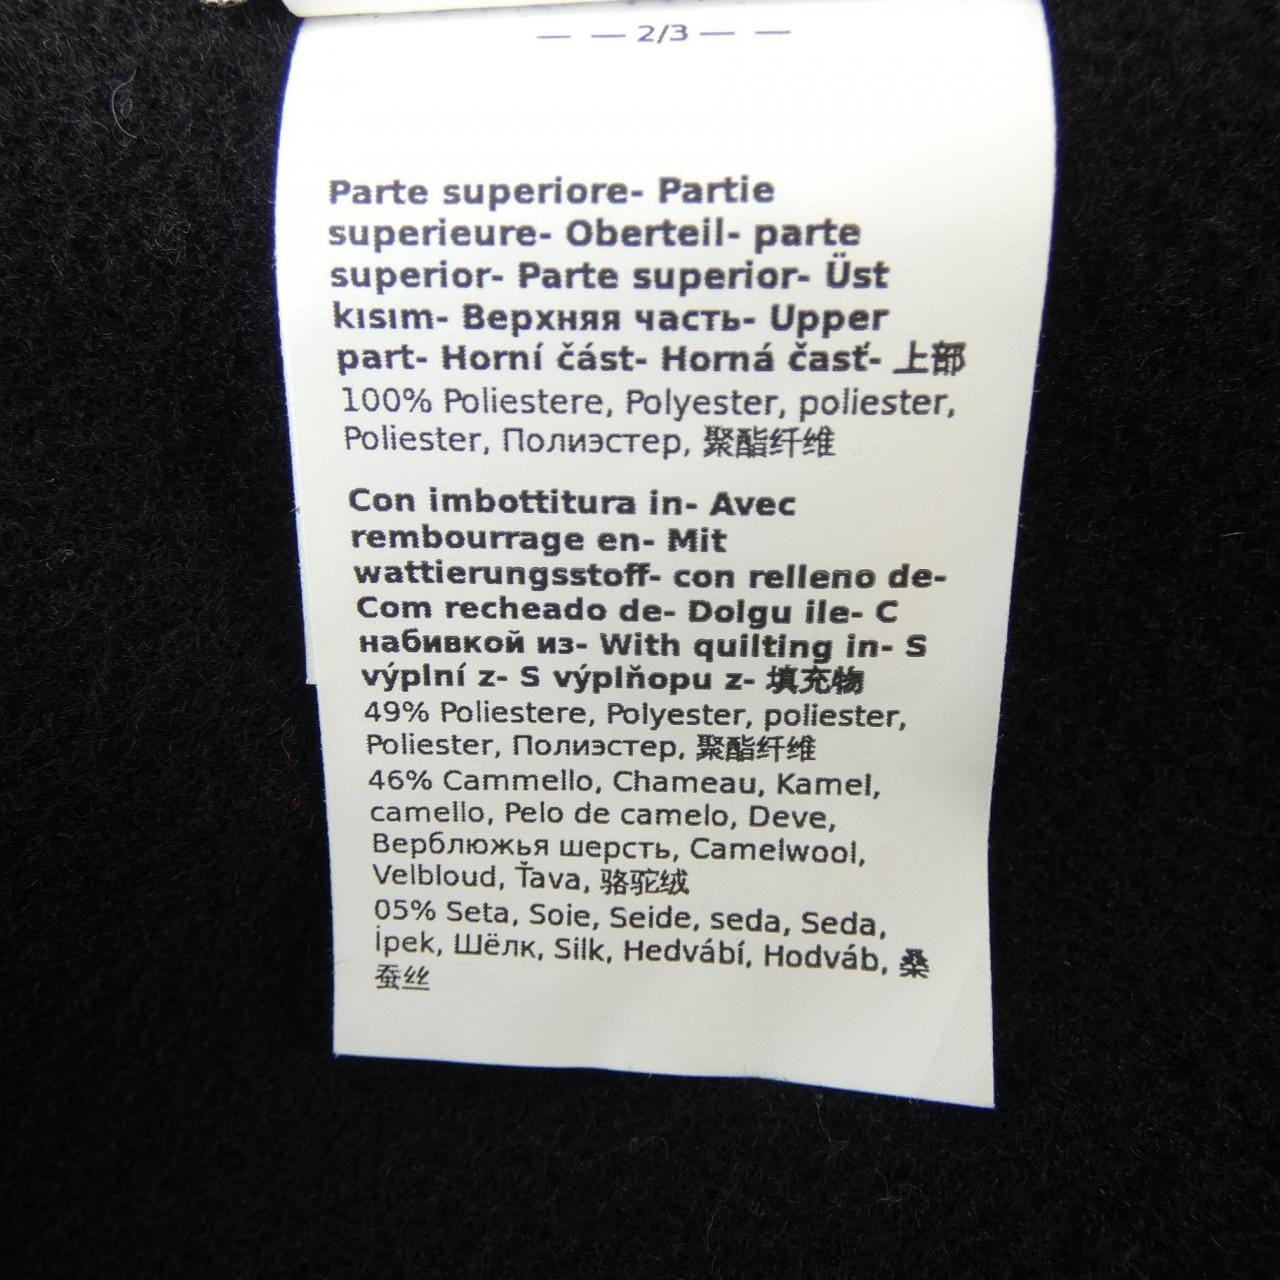 — — 2/3 — —
Parte superiore- Partie
superieure- Oberteil- parte
superior- Parte superior- Üst
kısım- Верхняя часть- Upper
part- Horní část- Horná časť- 上部
100% Poliestere, Polyester, poliester,
Poliester, Полиэстер, 聚酯纤维
Con imbottitura in- Avec
rembourrage en- Mit
wattierungsstoff- con relleno de-
Com recheado de- Dolgu ile- С
набивкой из- With quilting in- S
výplní z- S výplňopu z- 填充物
49% Poliestere, Polyester, poliester,
Poliester, Полиэстер, 聚酯纤维
46% Cammello, Chameau, Kamel,
camello, Pelo de camelo, Deve,
Верблюжья шерсть, Camelwool,
Velbloud, Ťava, 骆驼绒
05% Seta, Soie, Seide, seda, Seda,
İpek, Шёлк, Silk, Hedvábí, Hodváb, 桑
蚕丝